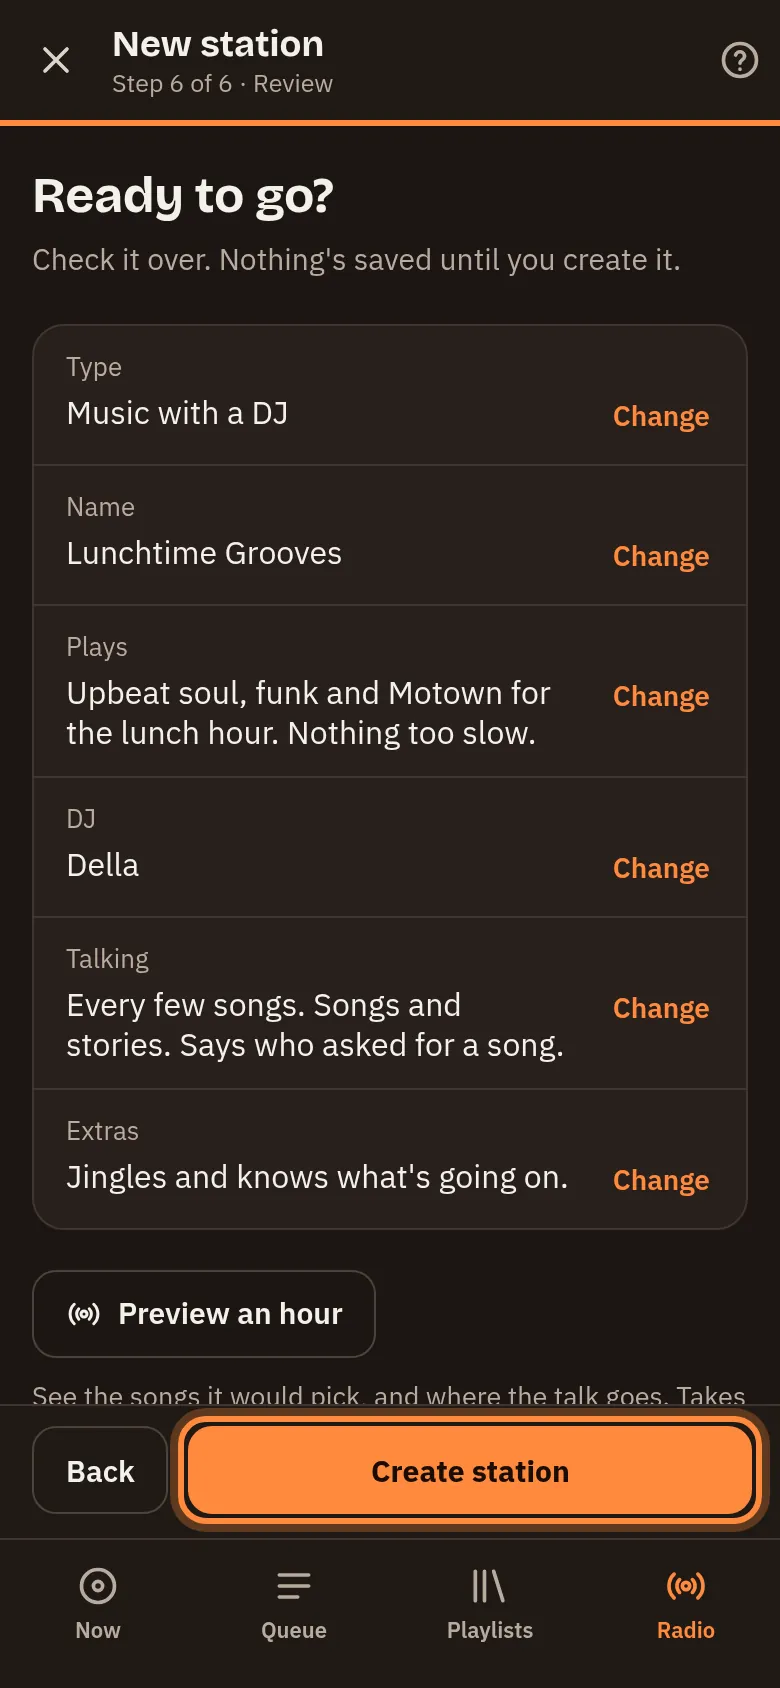 New station
Step 6 of 6 · Review
Ready to go?
Check it over. Nothing's saved until you create it.
Type
Music with a DJ
Change
Name
Lunchtime Grooves
Change
Plays
Upbeat soul, funk and Motown for
the lunch hour. Nothing too slow.
Change
DJ
Della
Change
Talking
Every few songs. Songs and
stories. Says who asked for a song.
Change
Extras
Jingles and knows what's going on.
Change
Preview an hour
See the songs it would pick, and where the talk goes. Takes
Back
Create station
Now
Queue
Playlists
Radio